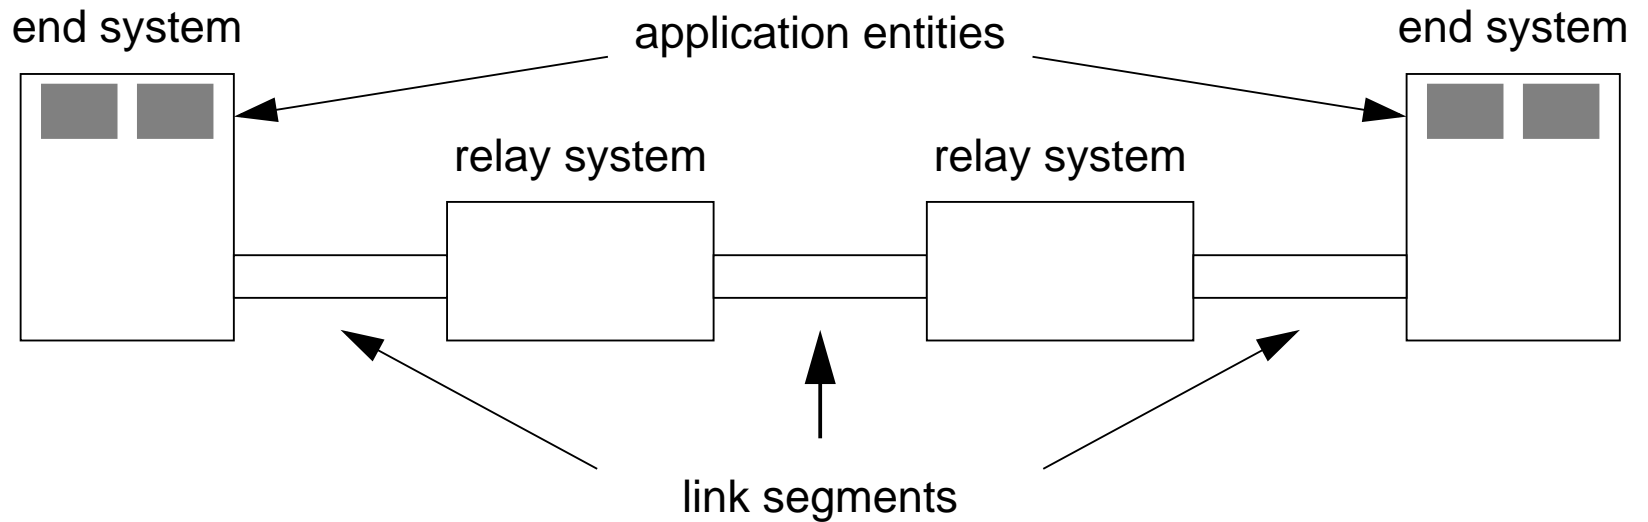 end system
application entities
end system
relay system
relay system
link segments